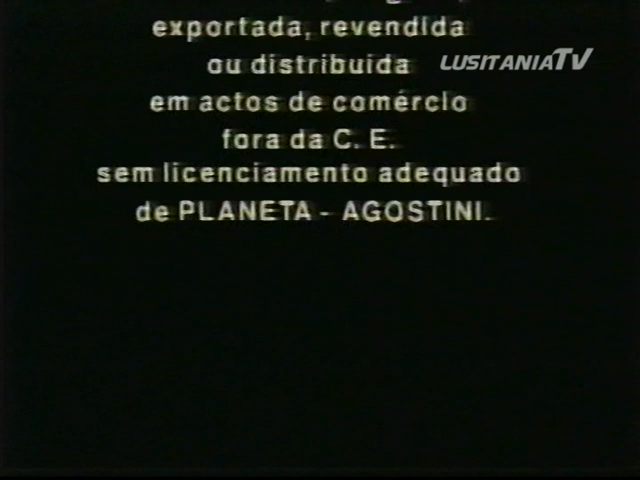 exportada, revendida
ou distribuida
LUSITANIATV
em actos de comércio
fora da C. E.
sem licenciamento adequado
de PLANETA - AGOSTINI.